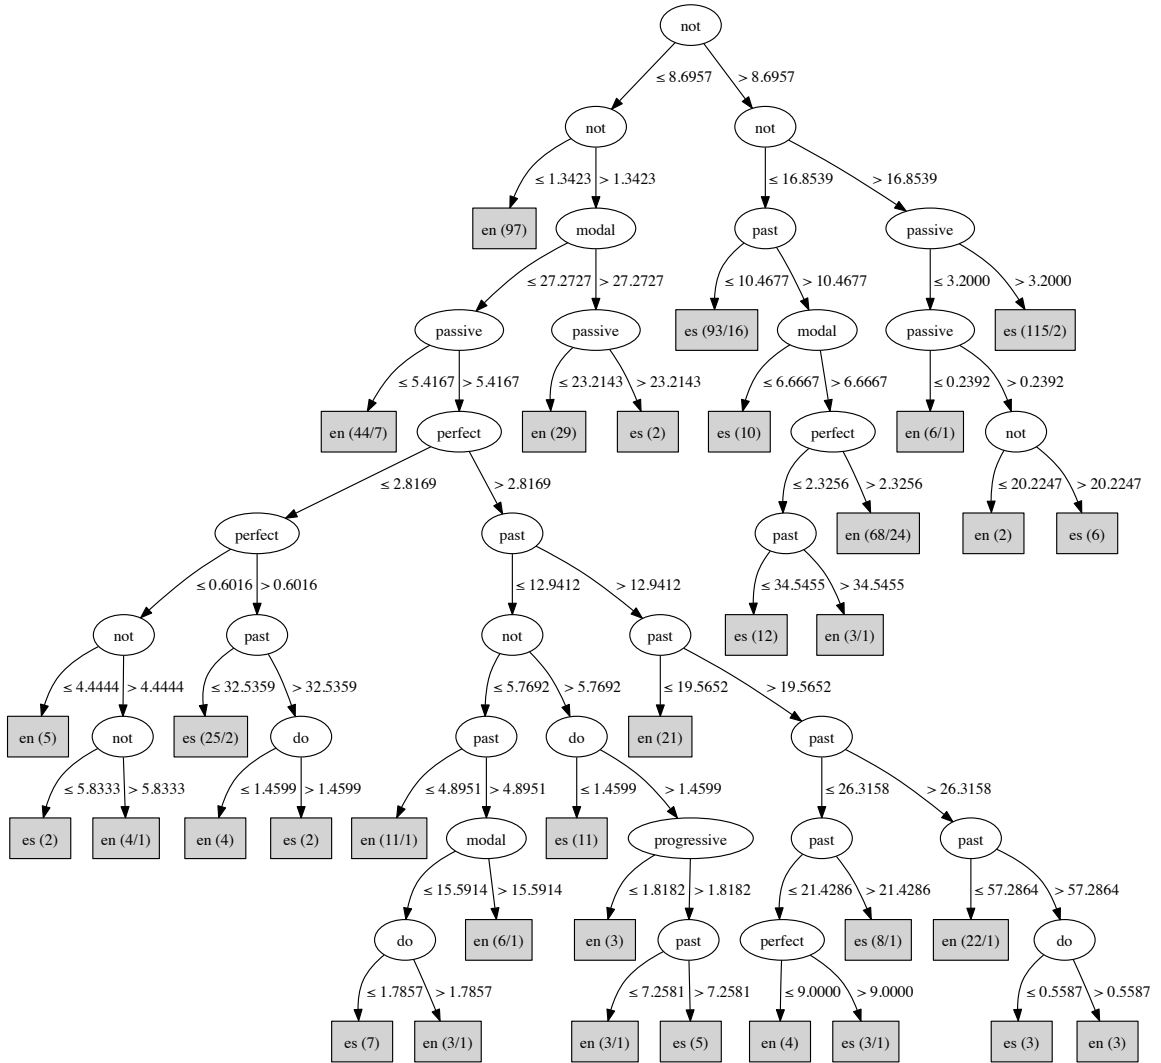 not
≤ 8.6957 > 8.6957
not not
≤ 1.3423 > 1.3423 ≤ 16.8539 > 16.8539
en (97) modal past passive
≤ 27.2727 > 27.2727 ≤ 10.4677 > 10.4677 ≤ 3.2000 > 3.2000
passive passive es (93/16) modal passive es (115/2)
≤ 5.4167 > 5.4167 ≤ 23.2143 > 23.2143 ≤ 6.6667 > 6.6667 ≤ 0.2392 > 0.2392
en (44/7) perfect en (29) es (2) es (10) perfect en (6/1) not
≤ 2.8169 > 2.8169 ≤ 2.3256 > 2.3256 ≤ 20.2247 > 20.2247
perfect past past en (68/24) en (2) es (6)
≤ 0.6016 > 0.6016 ≤ 12.9412 > 12.9412 ≤ 34.5455 > 34.5455
not past not past es (12) en (3/1)
≤ 4.4444 > 4.4444 ≤ 32.5359 > 32.5359 ≤ 5.7692 > 5.7692 ≤ 19.5652 > 19.5652
en (5) not es (25/2) do past do en (21) past
≤ 5.8333 > 5.8333 ≤ 1.4599 > 1.4599 ≤ 4.8951 > 4.8951 ≤ 1.4599 > 1.4599 ≤ 26.3158 > 26.3158
es (2) en (4/1) en (4) es (2) en (11/1) modal es (11) progressive past past
≤ 15.5914 > 15.5914 ≤ 1.8182 > 1.8182 ≤ 21.4286 > 21.4286 ≤ 57.2864 > 57.2864
do en (6/1) en (3) past perfect es (8/1) en (22/1) do
≤ 1.7857 > 1.7857 ≤ 7.2581 > 7.2581 ≤ 9.0000 > 9.0000 ≤ 0.5587 > 0.5587
es (7) en (3/1) en (3/1) es (5) en (4) es (3/1) es (3) en (3)